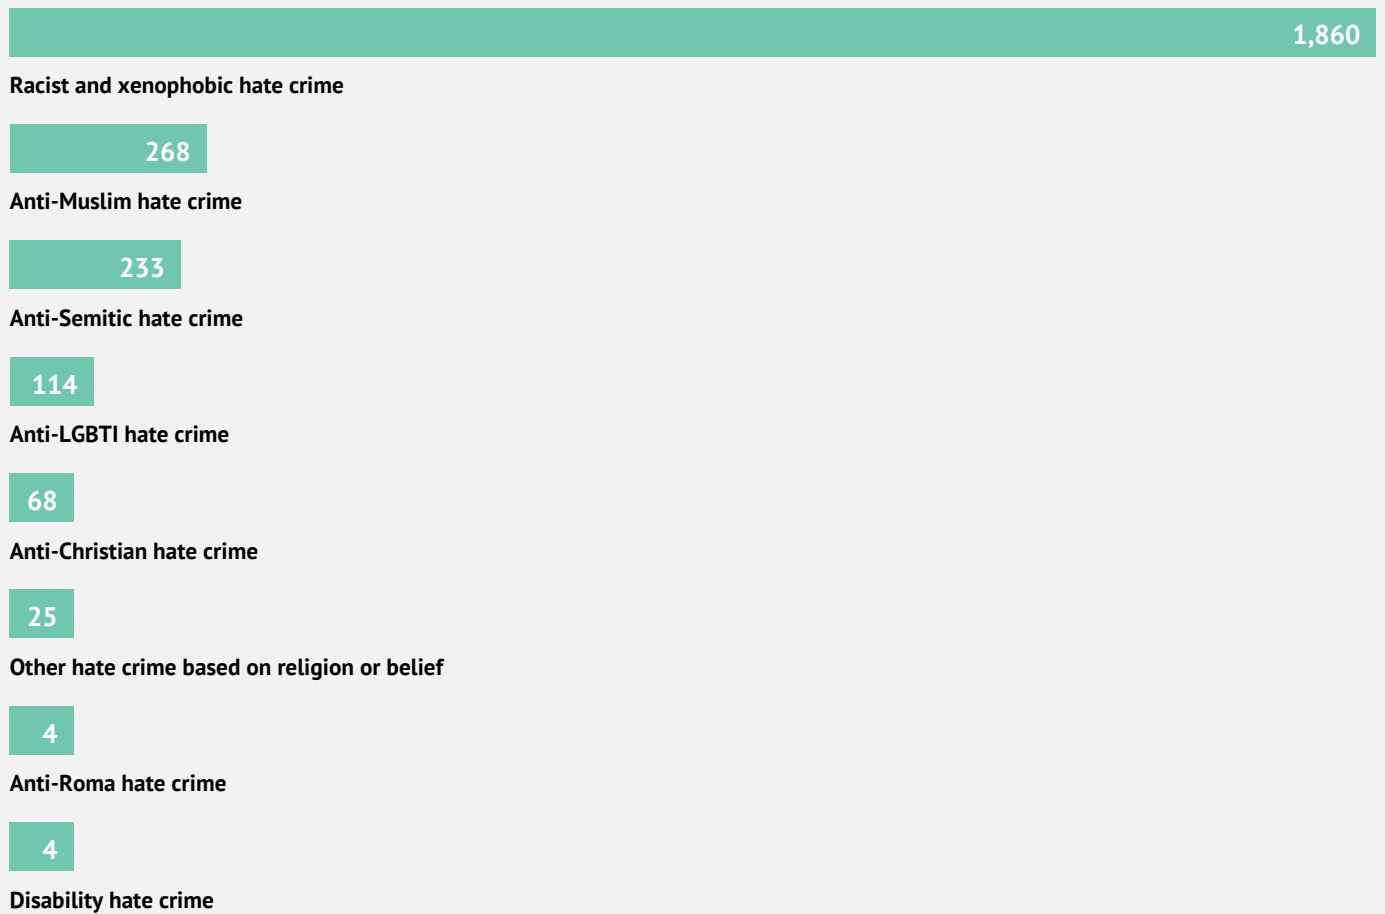 1,860
Racist and xenophobic hate crime
268
Anti-Muslim hate crime
233
Anti-Semitic hate crime
114
Anti-LGBTI hate crime
68
Anti-Christian hate crime
25
Other hate crime based on religion or belief
4
Anti-Roma hate crime
4
Disability hate crime